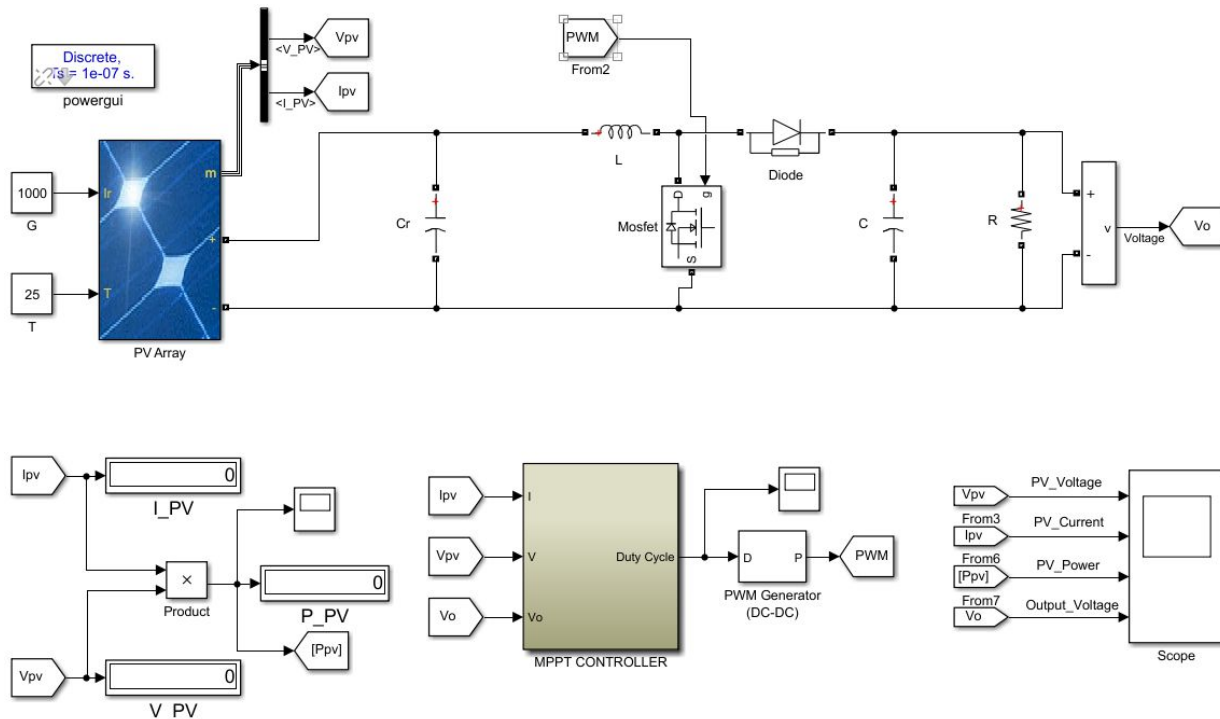 Discrete,
Ts = 1e-07 s.
powergui
<V_PV>
Vpv
<I_PV>
Ipv
PWM
From2
1000
G
25
T
Ir
T
m
+
-
PV Array
Cr
L
Mosfet
D
g
S
Diode
C
R
+
-
v
Voltage
Vo
Ipv
0
I_PV
×
Product
0
P_PV
[Ppv]
Vpv
0
V_PV
Ipv
Vpv
Vo
I
V
Vo
Duty Cycle
MPPT CONTROLLER
D
P
PWM Generator
(DC-DC)
PWM
Vpv
PV_Voltage
From3
Ipv
PV_Current
From6
[Ppv]
PV_Power
From7
Vo
Output_Voltage
Scope